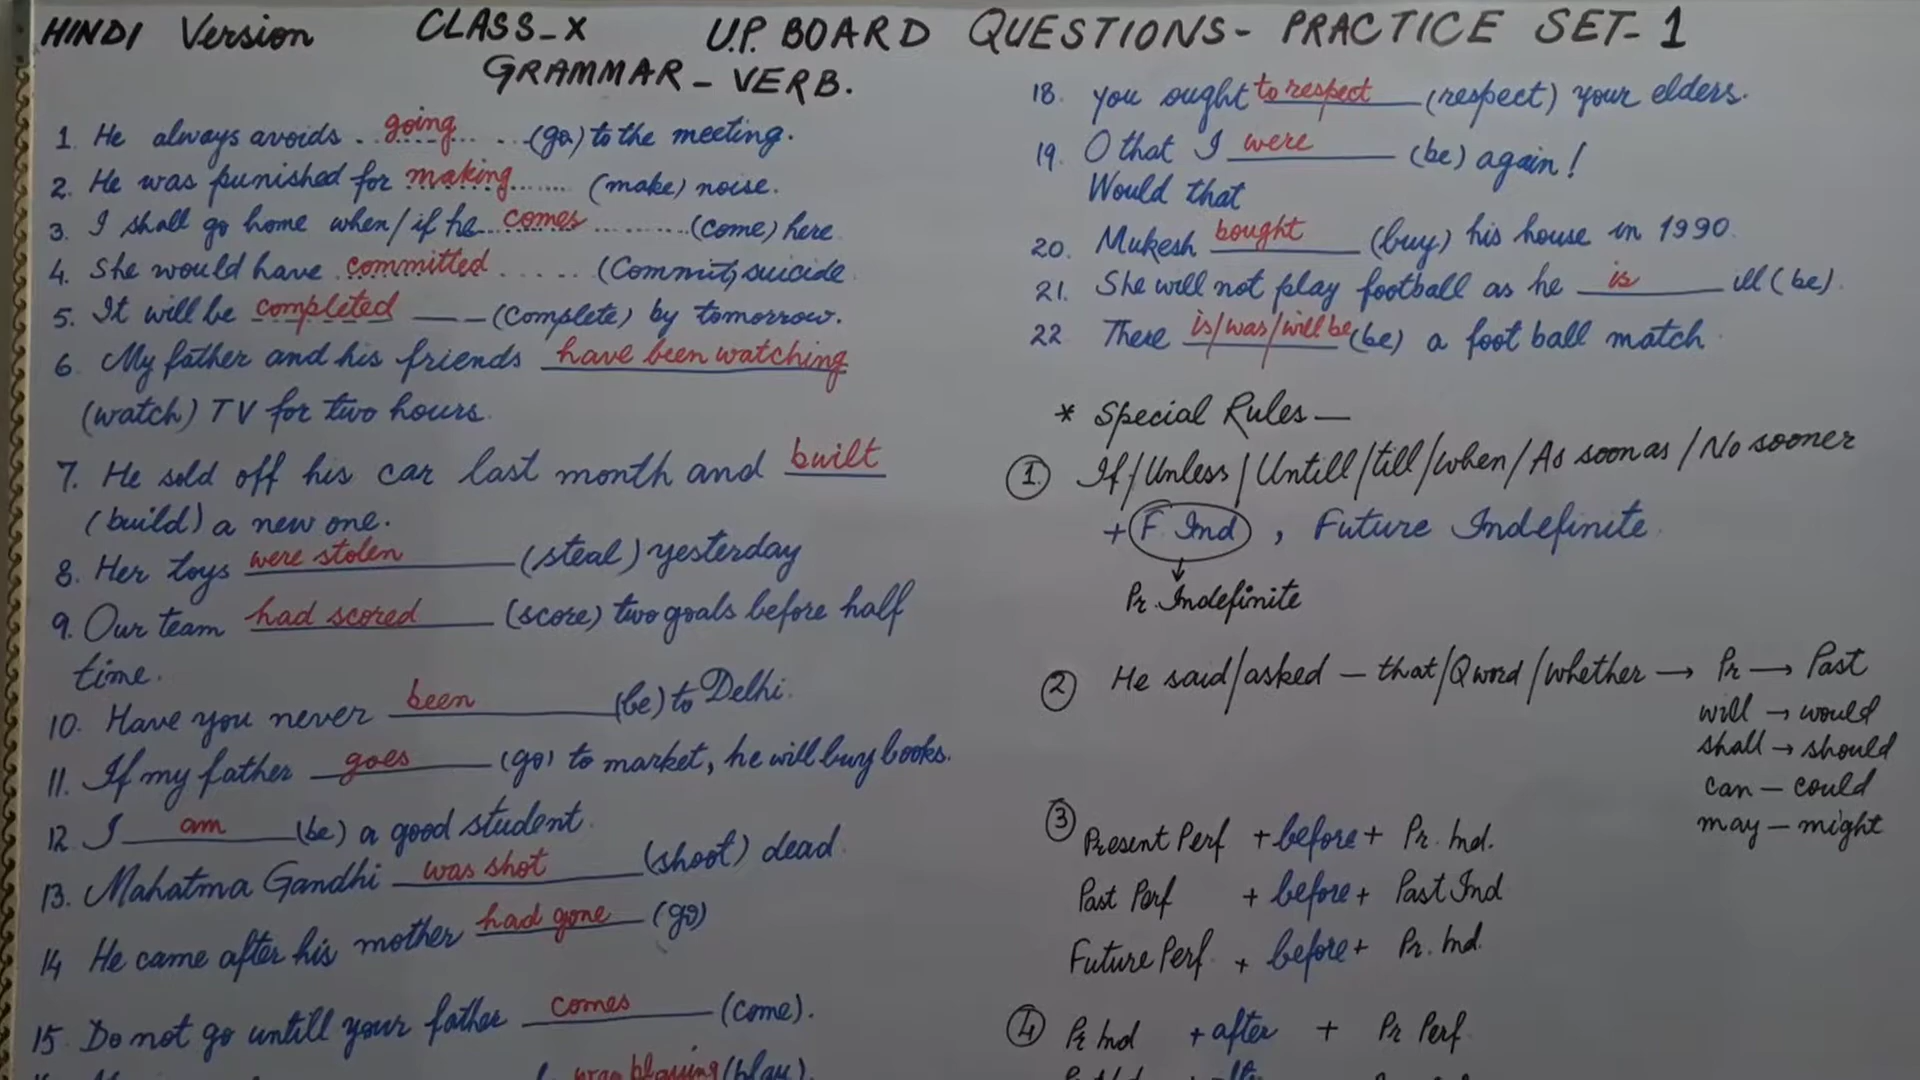 HINDI Version CLASS-X U.P. BOARD QUESTIONS- PRACTICE SET-1
GRAMMAR - VERB.
1. He always avoids . going .... (go) to the meeting.
2. He was punished for making...... (make) noise.
3. I shall go home when/if he... comes ......... (come) here
4. She would have committed ..... (Commit) suicide
5. It will be completed ___ (Complete) by tomorrow.
6. My father and his friends have been watching
(watch) TV for two hours.
7. He sold off his car last month and built
(build) a new one.
8. Her toys were stolen (steal) yesterday
9. Our team had scored (score) two goals before half
time.
10. Have you never been (be) to Delhi.
11. If my father goes (go) to market, he will buy books.
12. I am (be) a good student.
13. Mahatma Gandhi was shot (shoot) dead.
14 He came after his mother had gone (go)
15. Do not go untill your father comes (come).
was playing (play).
18. you ought to respect (respect) your elders.
19. O that I were (be) again!
Would that
20. Mukesh bought (buy) his house in 1990.
21. She will not play football as he is ill (be).
22 There is/was/will be (be) a foot ball match
* Special Rules—
1. If/Unless/Untill/till/when/As soon as/No sooner
+ F. Ind, Future Indefinite.
↓
Pr. Indefinite
2 He said/asked — that/Qword/whether → Pr → Past
will → would
shall → should
can – could
may – might
3 Present Perf + before + Pr. Ind.
Past Perf + before + Past Ind
Future Perf + before + Pr. Ind.
4 Pr Ind + after + Pr Perf